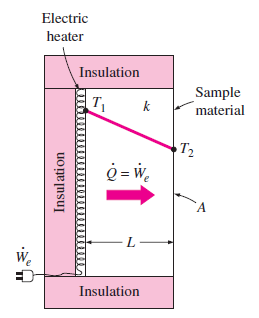 Electric
heater
Insulation
Sample
material
T₁
k
T₂
Insulation
Q̇ = Ẇₑ
A
L
Ẇₑ
Insulation